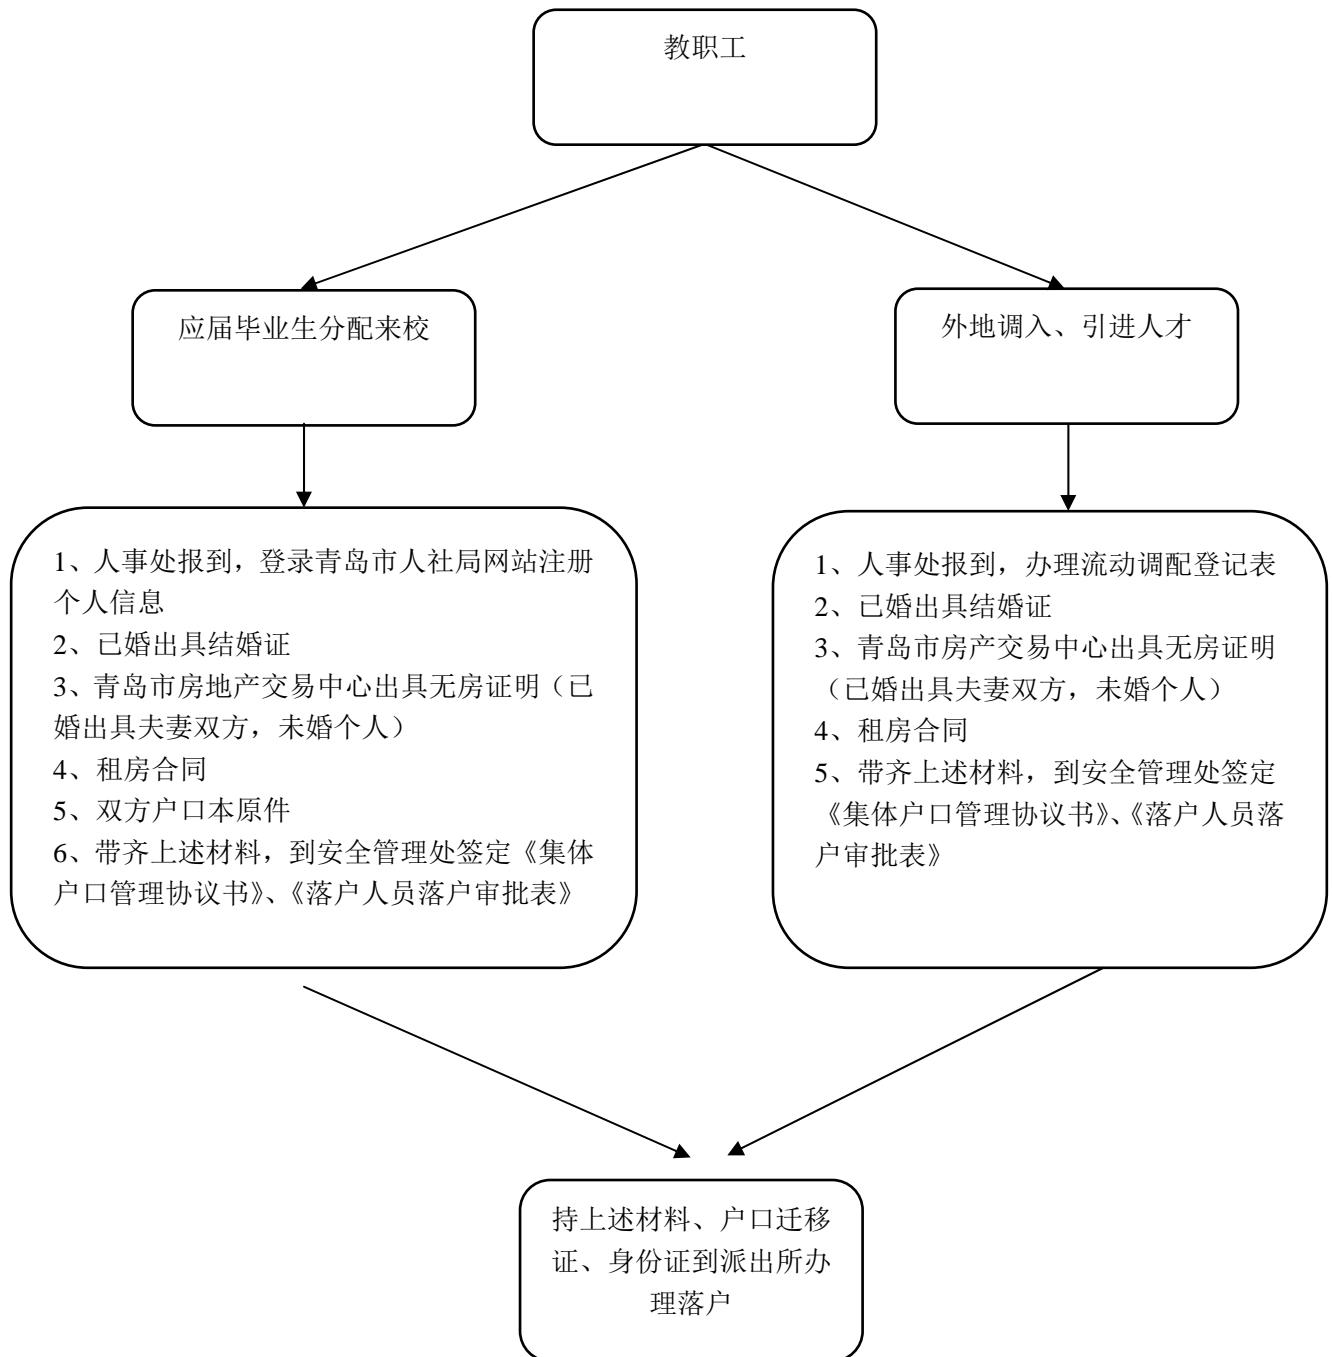 教职工
应届毕业生分配来校
外地调入、引进人才
1、人事处报到，登录青岛市人社局网站注册
个人信息
2、已婚出具结婚证
3、青岛市房地产交易中心出具无房证明（已
婚出具夫妻双方，未婚个人）
4、租房合同
5、双方户口本原件
6、带齐上述材料，到安全管理处签定《集体
户口管理协议书》、《落户人员落户审批表》
1、人事处报到，办理流动调配登记表
2、已婚出具结婚证
3、青岛市房产交易中心出具无房证明
（已婚出具夫妻双方，未婚个人）
4、租房合同
5、带齐上述材料，到安全管理处签定
《集体户口管理协议书》、《落户人员落
户审批表》
持上述材料、户口迁移
证、身份证到派出所办
理落户